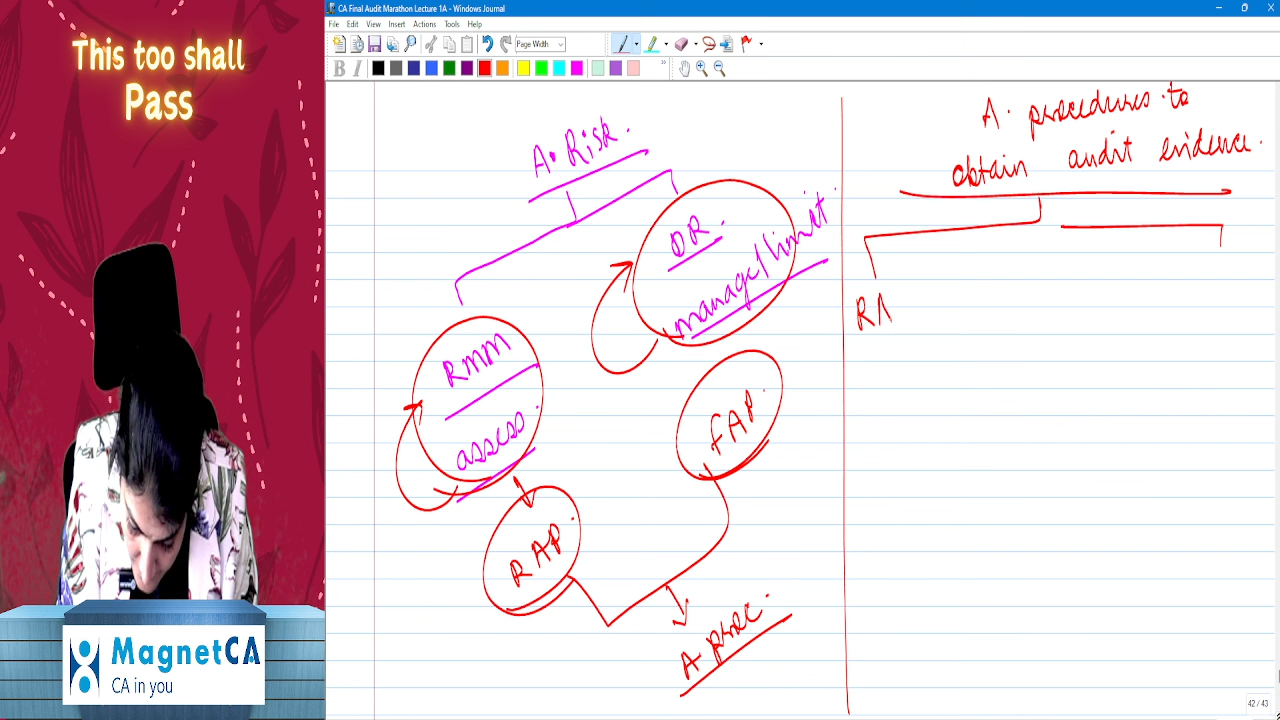 This too shall
Pass
MagnetCA
CA in you
CA Final Audit Marathon Lecture 1A - Windows Journal
File Edit View Insert Actions Tools Help
Page Width
B I
A. Risk.
RMM
assess.
RAP.
DR.
manage/limit.
FAP.
A. proc.
A. procedures to
obtain audit evidence.
RA
42 / 43